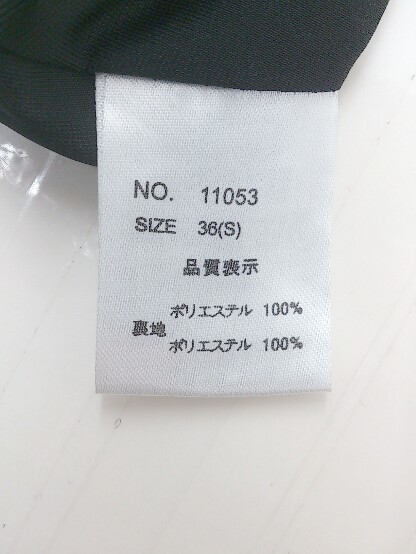 NO. 11053
SIZE 36(S)
品質表示
ポリエステル 100%
裏地
ポリエステル 100%